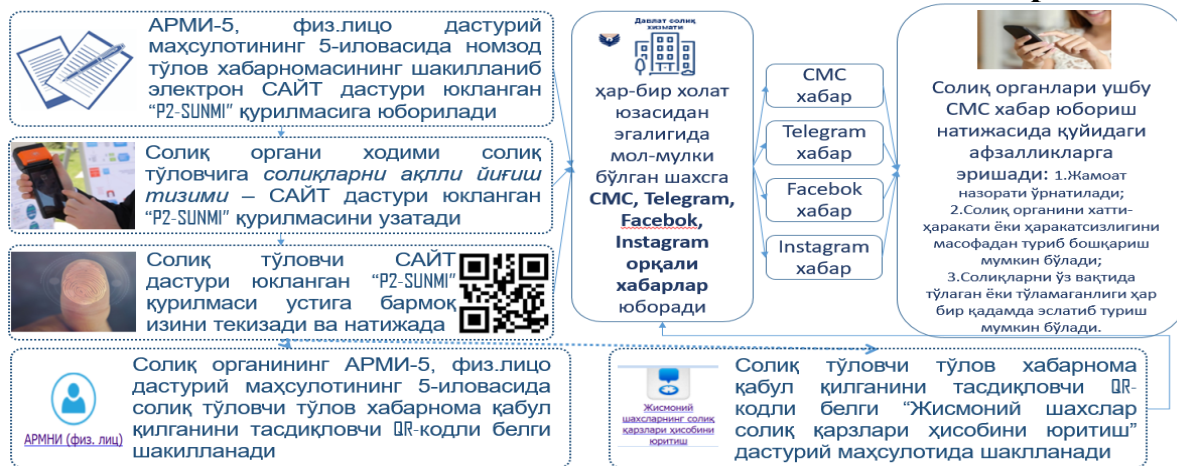 АРМИ-5, физ.лицо дастурий
маҳсулотининг 5-иловасида номзод
тўлов хабарномасининг шакилланиб
электрон САЙТ дастури юкланган
“P2-SUNMI” қурилмасига юборилади
Солиқ органи ходими солиқ
тўловчига солиқларни ақлли йиғиш
тизими – САЙТ дастури юкланган
“P2-SUNMI” қурилмасини узатади
Солиқ тўловчи САЙТ
дастури юкланган “P2-SUNMI”
қурилмаси устига бармоқ
изини текизади ва натижада
Давлат солиқ
хизмати
ҳар-бир холат
юзасидан
эгалигида
мол-мулки
бўлган шахсга
СМС, Telegram,
Facebok,
Instagram
орқали
хабарлар
юборади
СМС
хабар
Telegram
хабар
Facebok
хабар
Instagram
хабар
Солиқ органлари ушбу
СМС хабар юбориш
натижасида қуйидаги
афзалликларга
эришади: 1.Жамоат
назорати ўрнатилади;
2.Солиқ органини хатти-
ҳаракати ёки ҳаракатсизлигини
масофадан туриб бошқариш
мумкин бўлади;
3.Солиқларни ўз вақтида
тўлаган ёки тўламаганлиги ҳар
бир қадамда эслатиб туриш
мумкин бўлади.
АРМНИ (физ. лиц)
Солиқ органининг АРМИ-5, физ.лицо
дастурий маҳсулотининг 5-иловасида
солиқ тўловчи тўлов хабарнома қабул
қилганини тасдиқловчи QR-кодли белги
шакилланади
Жисмоний
шахсларнинг солиқ
қарзлари ҳисобини
юритиш
Солиқ тўловчи тўлов хабарнома
қабул қилганини тасдиқловчи QR-
кодли белги “Жисмоний шахслар
солиқ қарзлари ҳисобини юритиш”
дастурий маҳсулотида шаклланади